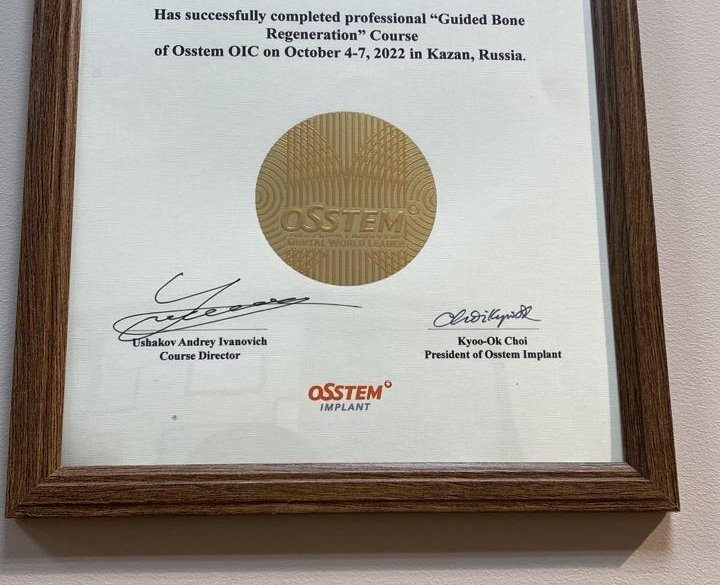 Has successfully completed professional “Guided Bone
Regeneration” Course
of Osstem OIC on October 4-7, 2022 in Kazan, Russia.
OSSTEM
DENTAL WORLD LEADER
Ushakov Andrey Ivanovich
Course Director
Kyoo-Ok Choi
President of Osstem Implant
OSSTEM
IMPLANT